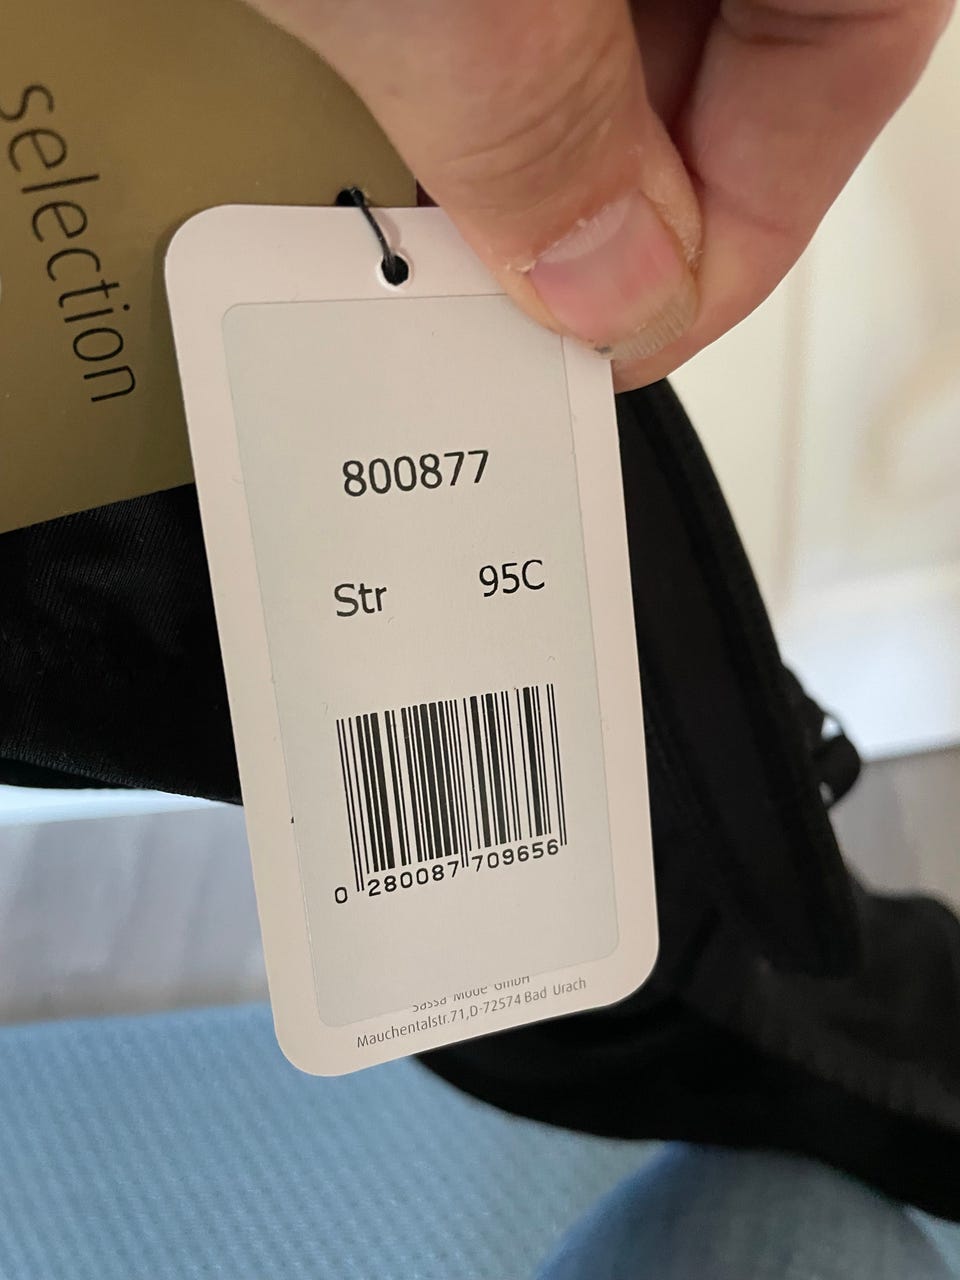 selection
800877
Str 95C
0 280087 709656
Sassa Mode GmbH
Mauchentalstr.71,D-72574 Bad Urach